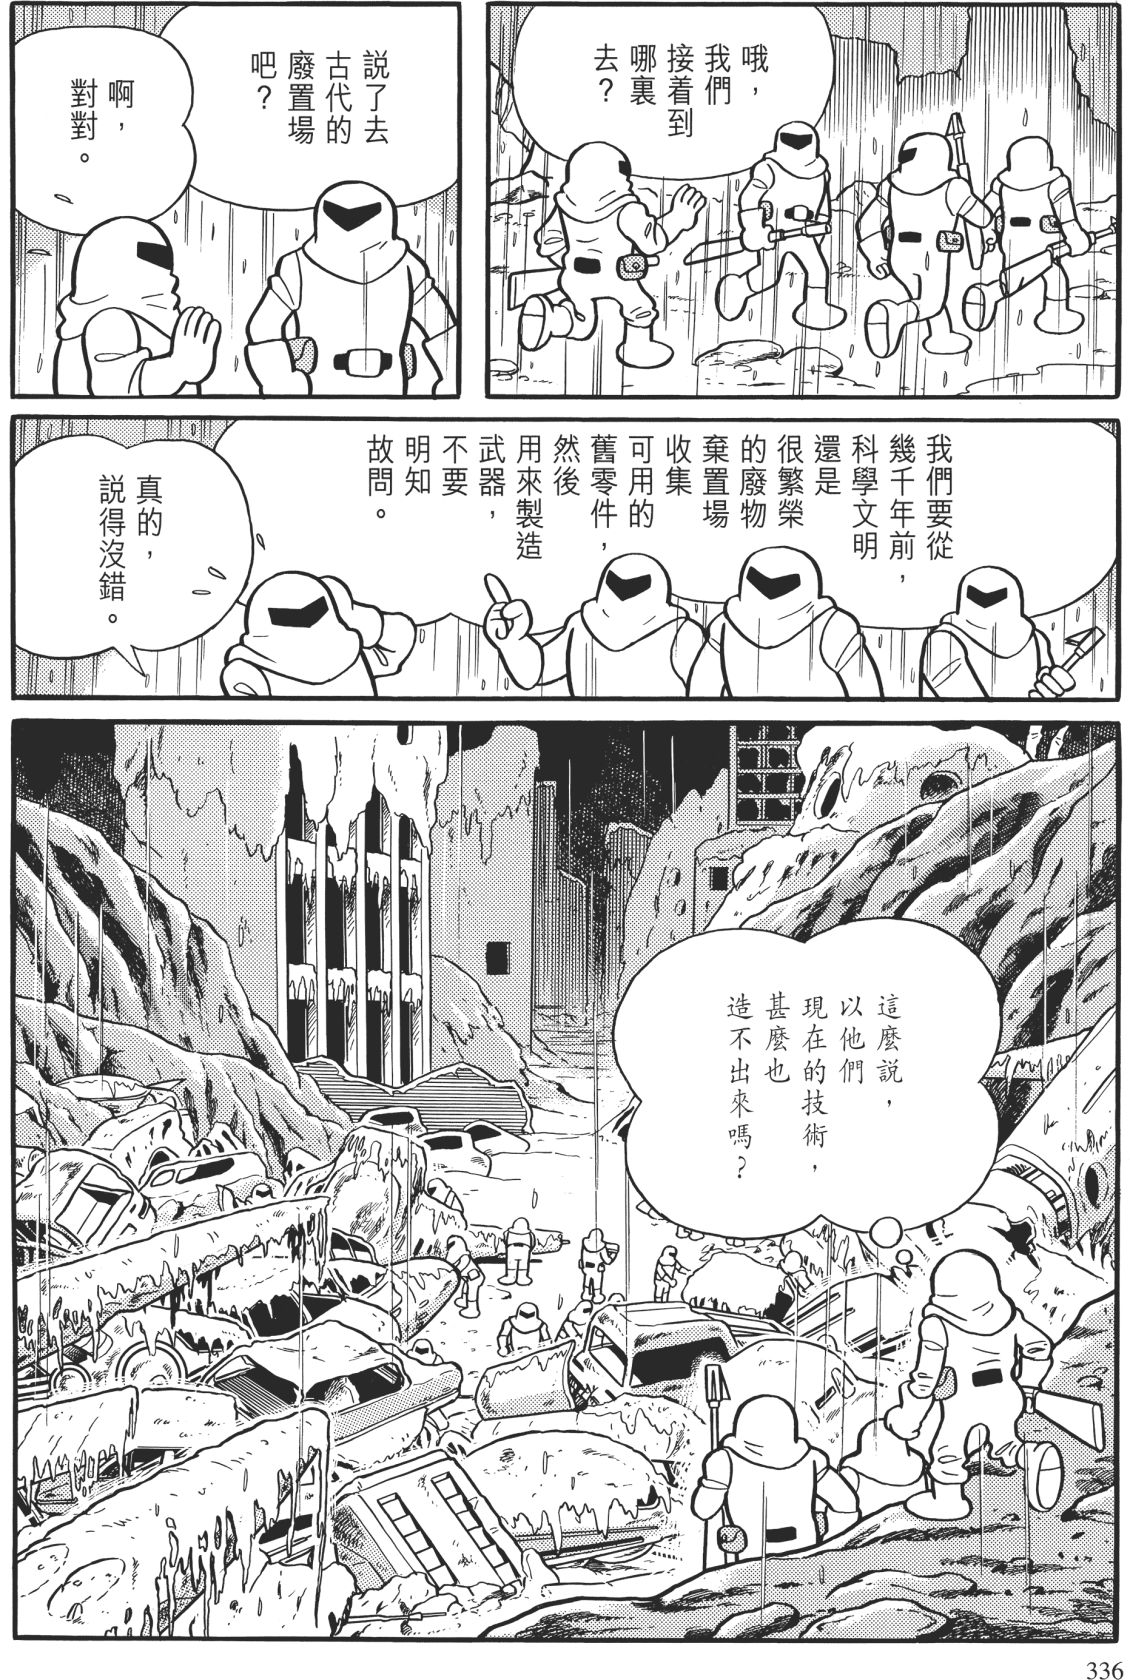 哦，
我們
接着到
哪裏
去？
説了去
古代的
廢置場
吧？
啊，
對對。
我們要從
幾千年前，
科學文明
還是
很繁榮
的廢物
棄置場
收集
可用的
舊零件，
然後
用來製造
武器，
不要
明知
故問。
真的，
説得沒錯。
這麼説，
以他們
現在的技術，
甚麼也
造不出來嗎？
336